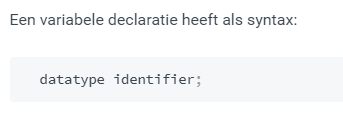 Een variabele declaratie heeft als syntax:
datatype identifier;